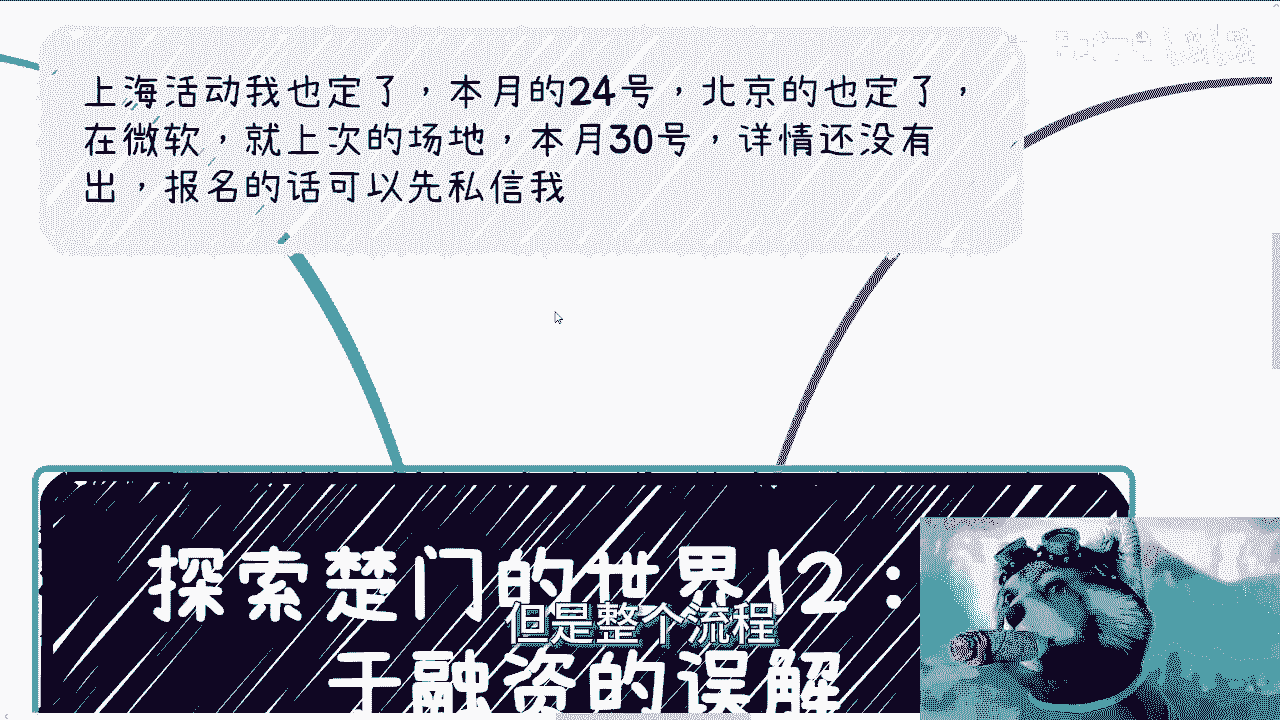 上海活动我也定了，本月的24号，北京的也定了，
在微软，就上次的场地，本月30号，详情还没有
出，报名的话可以先私信我
探索楚门的世界12：
于融资的误解
但是整个流程